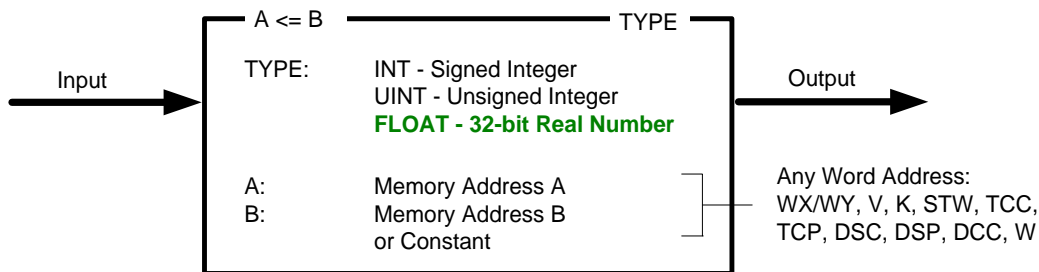 A <= B TYPE
Input
TYPE: INT - Signed Integer
UINT - Unsigned Integer
FLOAT - 32-bit Real Number
Output
A: Memory Address A
B: Memory Address B
or Constant
Any Word Address:
WX/WY, V, K, STW, TCC,
TCP, DSC, DSP, DCC, W